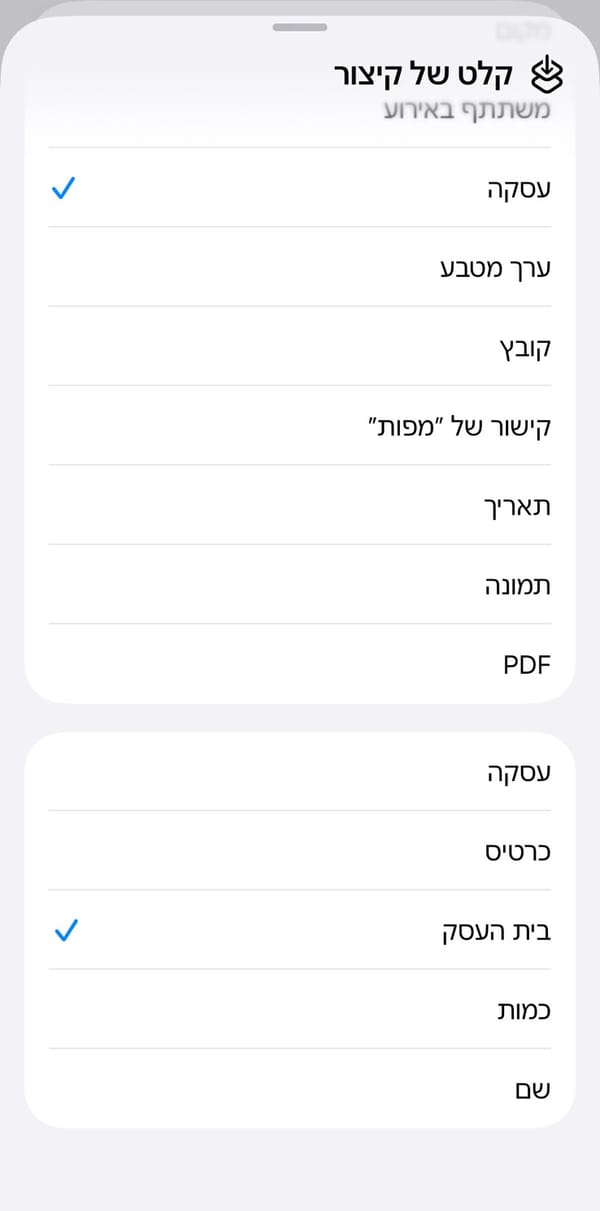 מקום
קלט של קיצור
משתתף באירוע
עסקה
ערך מטבע
קובץ
קישור של ״מפות״
תאריך
תמונה
PDF
עסקה
כרטיס
בית העסק
כמות
שם